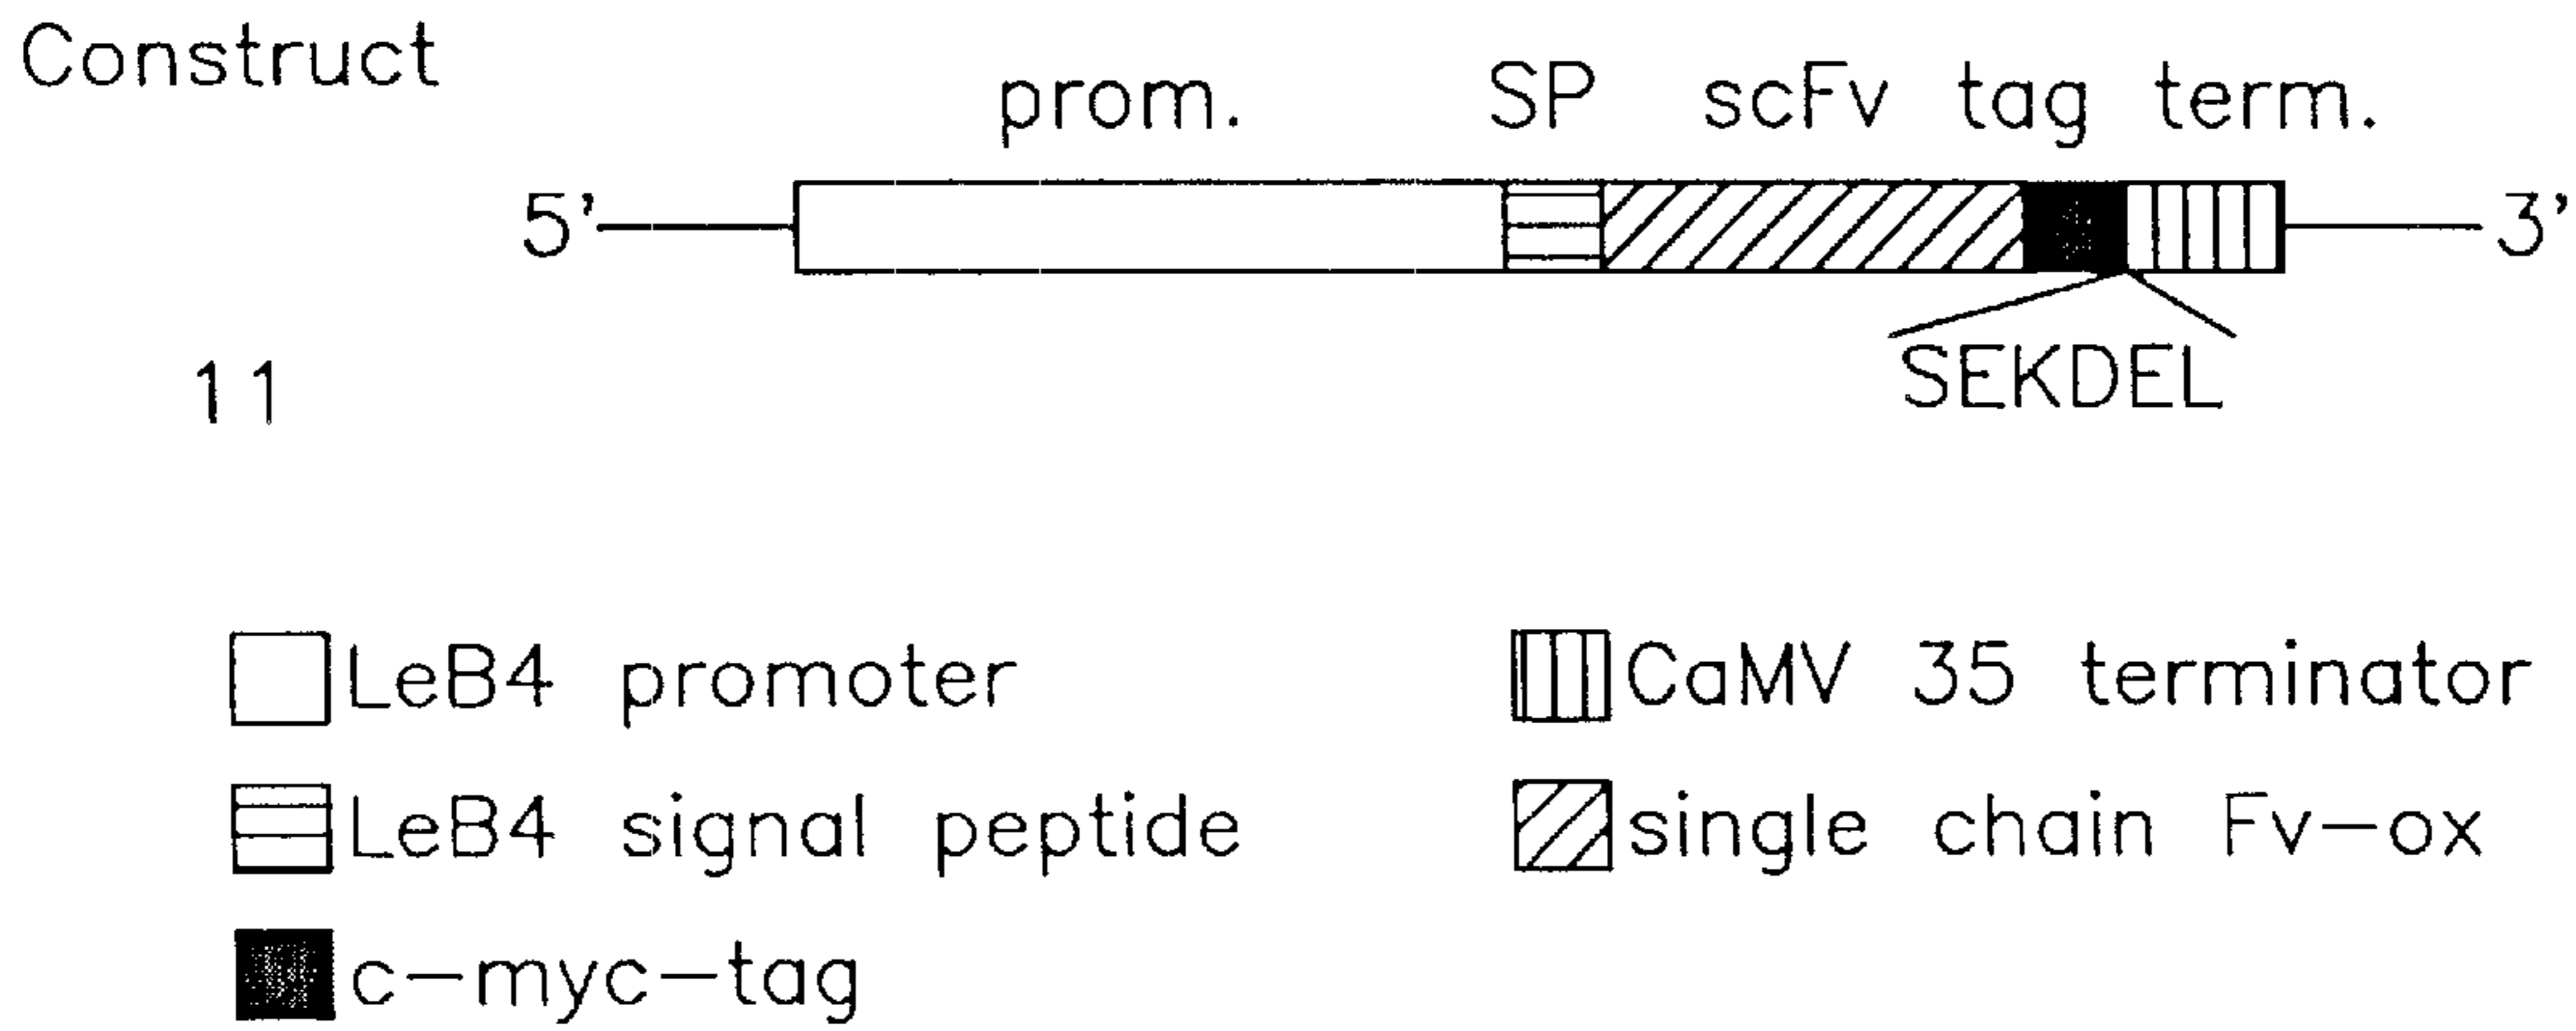 Construct
prom. SP scFv tag term.
5' 3'
11 SEKDEL
LeB4 promoter
CaMV 35 terminator
LeB4 signal peptide
single chain Fv-ox
c-myc-tag